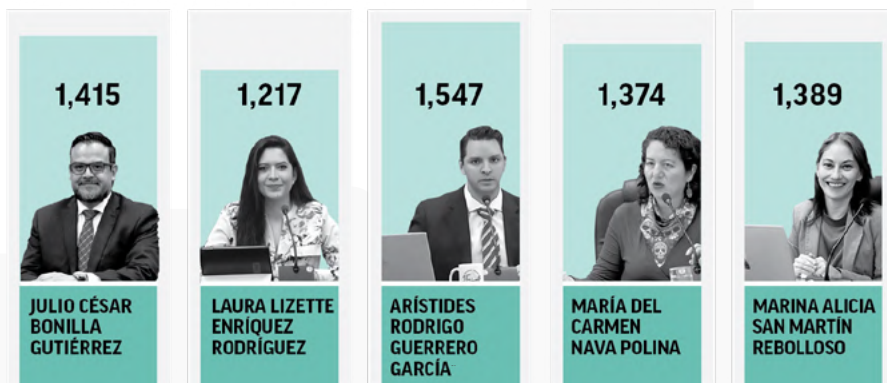 1,415
JULIO CÉSAR
BONILLA
GUTIÉRREZ
1,217
LAURA LIZETTE
ENRÍQUEZ
RODRÍGUEZ
1,547
ARÍSTIDES
RODRIGO
GUERRERO
GARCÍA
1,374
MARÍA DEL
CARMEN
NAVA POLINA
1,389
MARINA ALICIA
SAN MARTÍN
REBOLLOSO